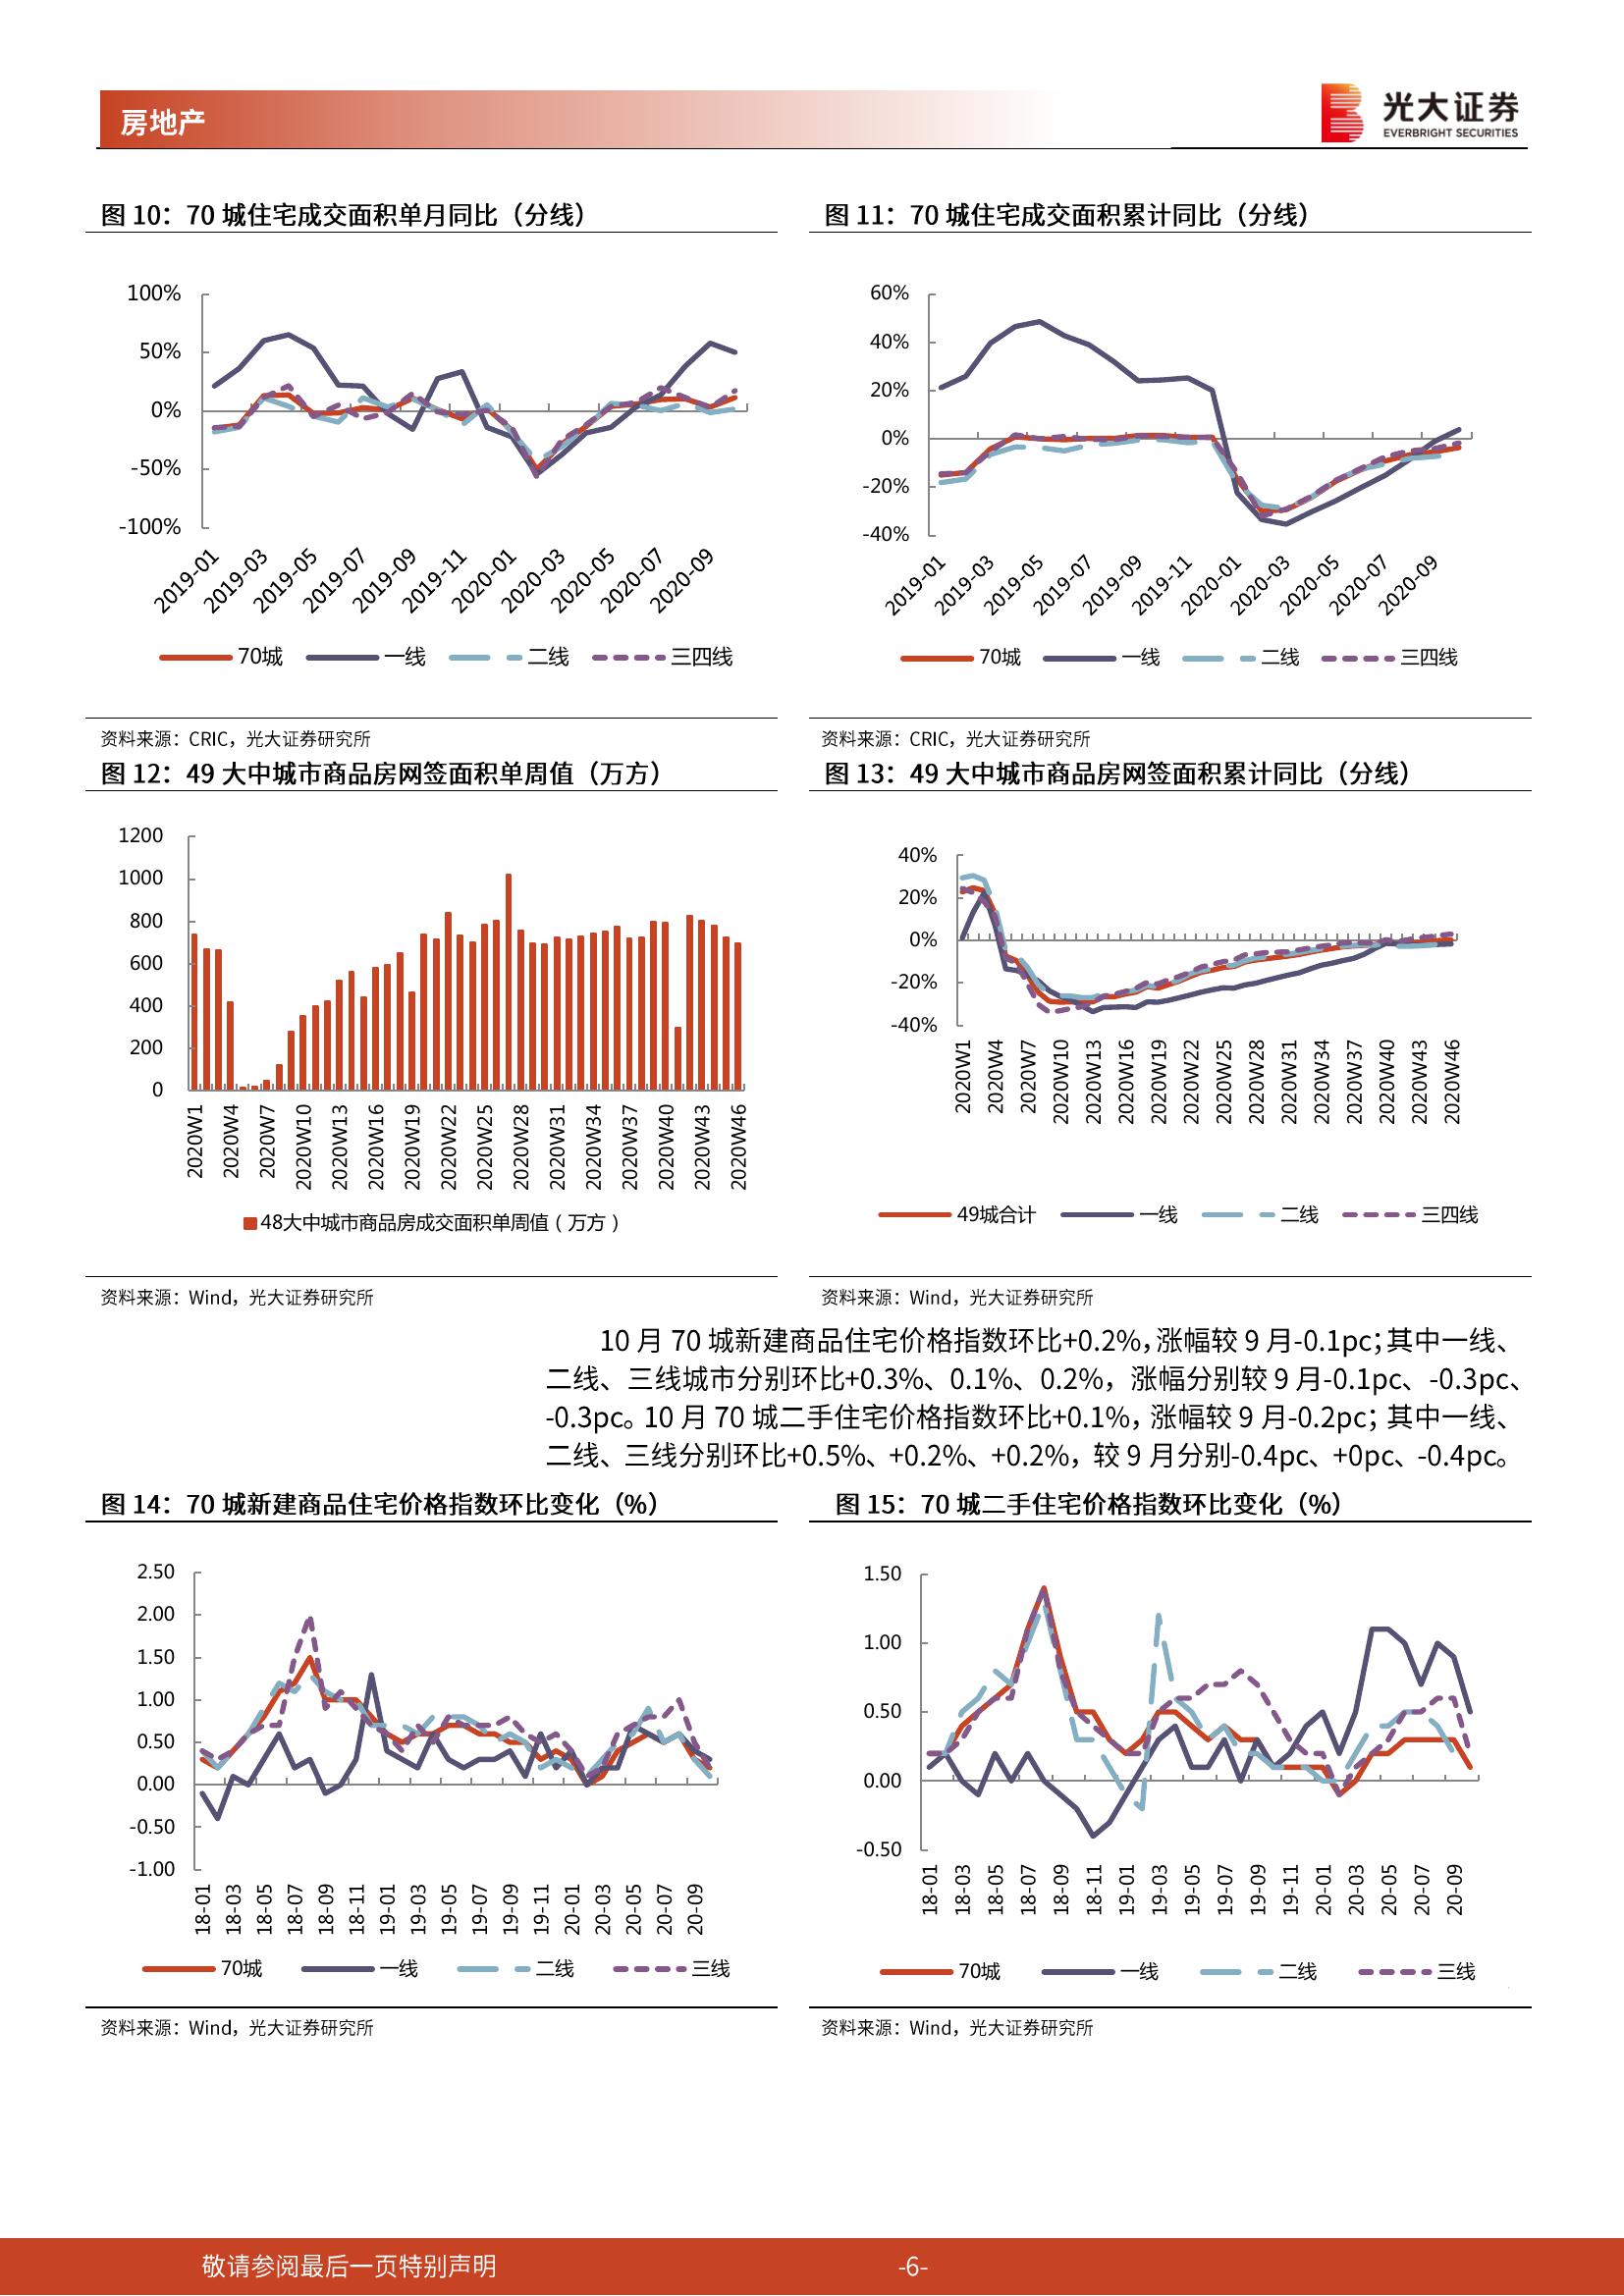 房地产
光大证券
EVERBRIGHT SECURITIES
图 10：70 城住宅成交面积单月同比（分线）
100%
50%
0%
-50%
-100%
2019-01
2019-03
2019-05
2019-07
2019-09
2019-11
2020-01
2020-03
2020-05
2020-07
2020-09
70城 一线 二线 三四线
资料来源：CRIC，光大证券研究所
图 11：70 城住宅成交面积累计同比（分线）
60%
40%
20%
0%
-20%
-40%
2019-01
2019-03
2019-05
2019-07
2019-09
2019-11
2020-01
2020-03
2020-05
2020-07
2020-09
70城 一线 二线 三四线
资料来源：CRIC，光大证券研究所
图 12：49 大中城市商品房网签面积单周值（万方）
1200
1000
800
600
400
200
0
2020W1
2020W4
2020W7
2020W10
2020W13
2020W16
2020W19
2020W22
2020W25
2020W28
2020W31
2020W34
2020W37
2020W40
2020W43
2020W46
48大中城市商品房成交面积单周值（万方）
资料来源：Wind，光大证券研究所
图 13：49 大中城市商品房网签面积累计同比（分线）
40%
20%
0%
-20%
-40%
2020W1
2020W4
2020W7
2020W10
2020W13
2020W16
2020W19
2020W22
2020W25
2020W28
2020W31
2020W34
2020W37
2020W40
2020W43
2020W46
49城合计 一线 二线 三四线
资料来源：Wind，光大证券研究所
10 月 70 城新建商品住宅价格指数环比+0.2%，涨幅较 9 月-0.1pc；其中一线、
二线、三线城市分别环比+0.3%、0.1%、0.2%，涨幅分别较 9 月-0.1pc、-0.3pc、
-0.3pc。10 月 70 城二手住宅价格指数环比+0.1%，涨幅较 9 月-0.2pc；其中一线、
二线、三线分别环比+0.5%、+0.2%、+0.2%，较 9 月分别-0.4pc、+0pc、-0.4pc。
图 14：70 城新建商品住宅价格指数环比变化（%）
2.50
2.00
1.50
1.00
0.50
0.00
-0.50
-1.00
18-01
18-03
18-05
18-07
18-09
18-11
19-01
19-03
19-05
19-07
19-09
19-11
20-01
20-03
20-05
20-07
20-09
70城 一线 二线 三线
资料来源：Wind，光大证券研究所
图 15：70 城二手住宅价格指数环比变化（%）
1.50
1.00
0.50
0.00
-0.50
18-01
18-03
18-05
18-07
18-09
18-11
19-01
19-03
19-05
19-07
19-09
19-11
20-01
20-03
20-05
20-07
20-09
70城 一线 二线 三线
资料来源：Wind，光大证券研究所
敬请参阅最后一页特别声明 -6-